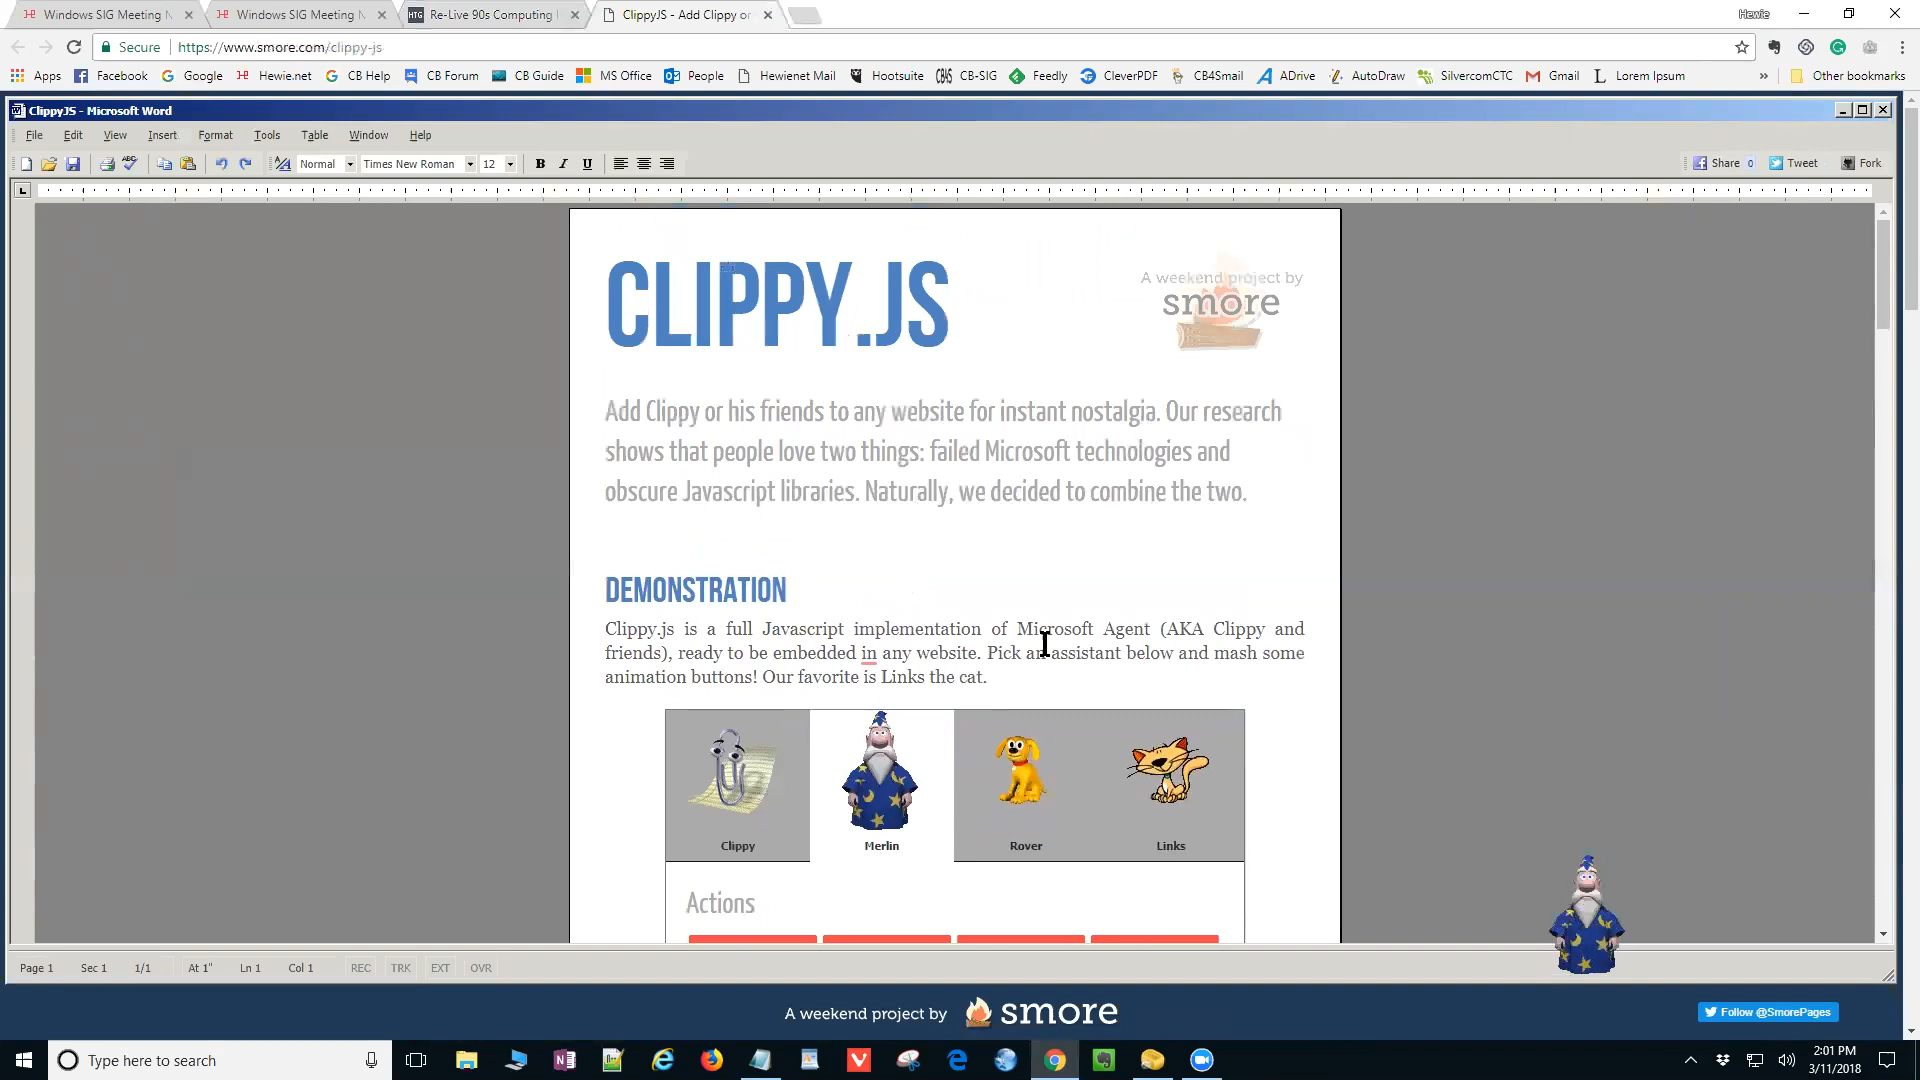 Windows SIG Meeting N
Windows SIG Meeting N
HTG Re-Live 90s Computing
ClippyJS - Add Clippy or
Hewie
Secure https://www.smore.com/clippy-js
Apps Facebook Google Hewie.net CB Help CB Forum CB Guide MS Office People Hewienet Mail Hootsuite CB-SIG Feedly CleverPDF CB4Smail ADrive AutoDraw SilvercomCTC Gmail Lorem Ipsum » Other bookmarks
ClippyJS - Microsoft Word
File Edit View Insert Format Tools Table Window Help
Normal Times New Roman 12 B I U Share 0 Tweet Fork
CLIPPY.JS
A weekend project by
smore
Add Clippy or his friends to any website for instant nostalgia. Our research
shows that people love two things: failed Microsoft technologies and
obscure Javascript libraries. Naturally, we decided to combine the two.
DEMONSTRATION
Clippy.js is a full Javascript implementation of Microsoft Agent (AKA Clippy and
friends), ready to be embedded in any website. Pick an assistant below and mash some
animation buttons! Our favorite is Links the cat.
Clippy Merlin Rover Links
Actions
Page 1 Sec 1 1/1 At 1" Ln 1 Col 1 REC TRK EXT OVR
A weekend project by smore
Follow @SmorePages
Type here to search
2:01 PM
3/11/2018